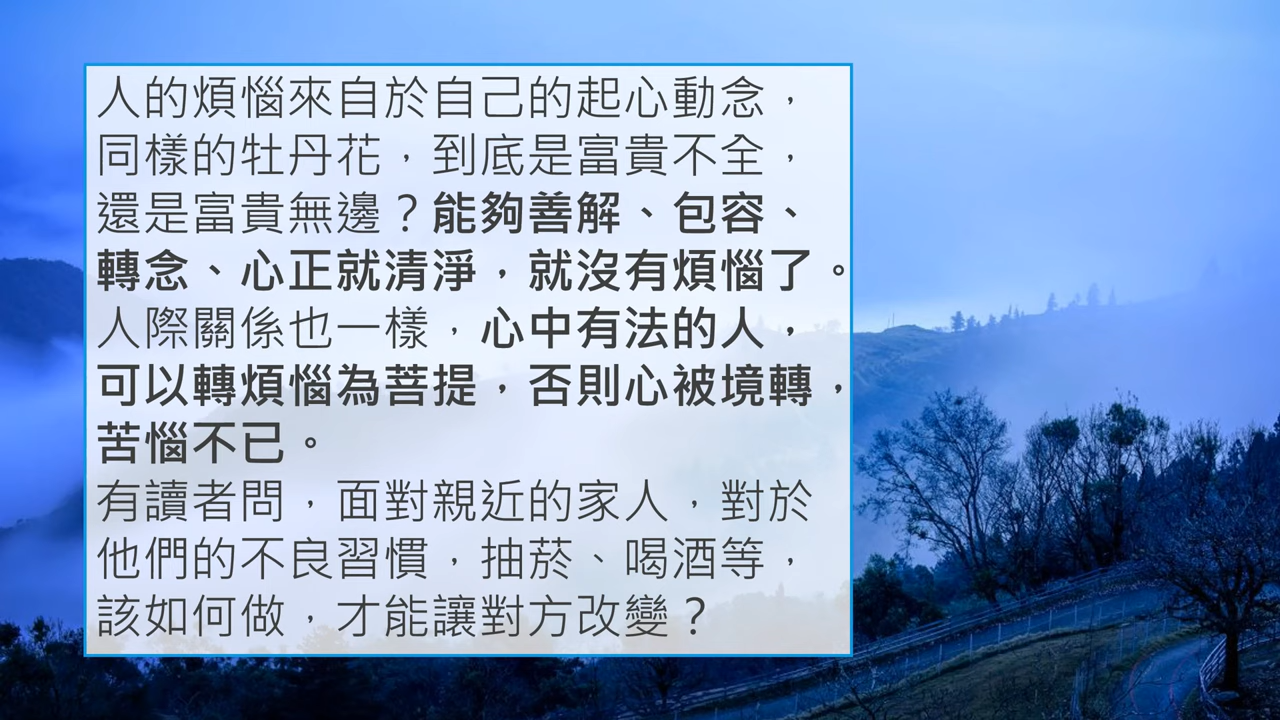 人的煩惱來自於自己的起心動念，
同樣的牡丹花，到底是富貴不全，
還是富貴無邊？能夠善解、包容、
轉念、心正就清淨，就沒有煩惱了。
人際關係也一樣，心中有法的人，
可以轉煩惱為菩提，否則心被境轉，
苦惱不已。
有讀者問，面對親近的家人，對於
他們的不良習慣，抽菸、喝酒等，
該如何做，才能讓對方改變？